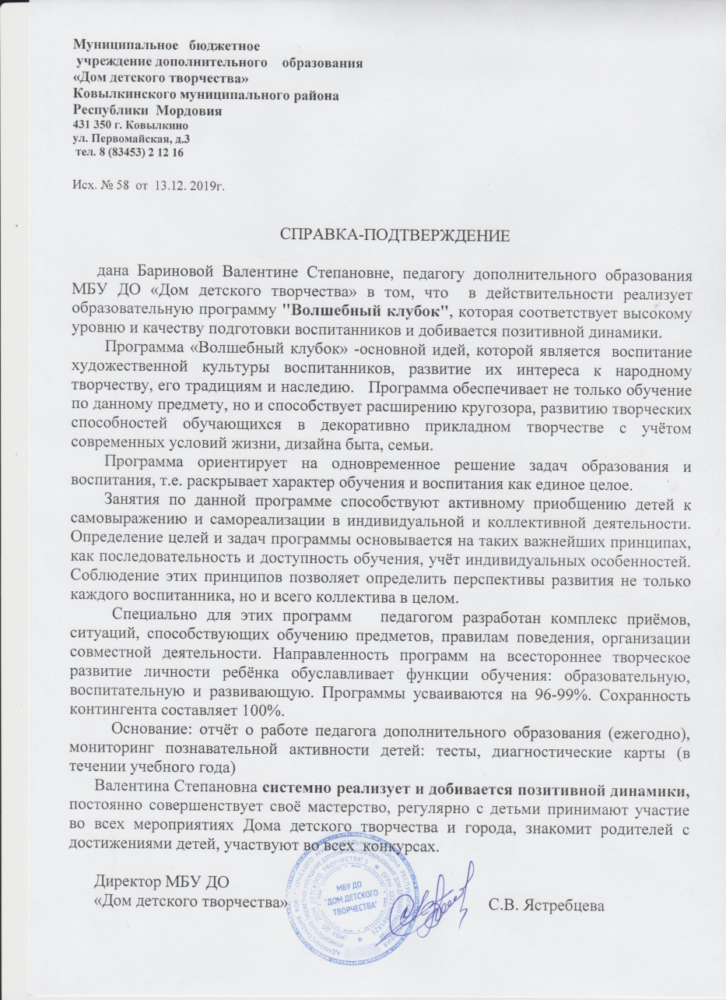 Муниципальное бюджетное
учреждение дополнительного образования
«Дом детского творчества»
Ковылкинского муниципального района
Республики Мордовия
431 350 г. Ковылкино
ул. Первомайская, д.3
тел. 8 (83453) 2 12 16
Исх. № 58 от 13.12. 2019г.
СПРАВКА-ПОДТВЕРЖДЕНИЕ
дана Бариновой Валентине Степановне, педагогу дополнительного образования
МБУ ДО «Дом детского творчества» в том, что в действительности реализует
образовательную программу "Волшебный клубок", которая соответствует высокому
уровню и качеству подготовки воспитанников и добивается позитивной динамики.
Программа «Волшебный клубок» -основной идей, которой является воспитание
художественной культуры воспитанников, развитие их интереса к народному
творчеству, его традициям и наследию. Программа обеспечивает не только обучение
по данному предмету, но и способствует расширению кругозора, развитию творческих
способностей обучающихся в декоративно прикладном творчестве с учётом
современных условий жизни, дизайна быта, семьи.
Программа ориентирует на одновременное решение задач образования и
воспитания, т.е. раскрывает характер обучения и воспитания как единое целое.
Занятия по данной программе способствуют активному приобщению детей к
самовыражению и самореализации в индивидуальной и коллективной деятельности.
Определение целей и задач программы основывается на таких важнейших принципах,
как последовательность и доступность обучения, учёт индивидуальных особенностей.
Соблюдение этих принципов позволяет определить перспективы развития не только
каждого воспитанника, но и всего коллектива в целом.
Специально для этих программ педагогом разработан комплекс приёмов,
ситуаций, способствующих обучению предметов, правилам поведения, организации
совместной деятельности. Направленность программ на всестороннее творческое
развитие личности ребёнка обуславливает функции обучения: образовательную,
воспитательную и развивающую. Программы усваиваются на 96-99%. Сохранность
контингента составляет 100%.
Основание: отчёт о работе педагога дополнительного образования (ежегодно),
мониторинг познавательной активности детей: тесты, диагностические карты (в
течении учебного года)
Валентина Степановна системно реализует и добивается позитивной динамики,
постоянно совершенствует своё мастерство, регулярно с детьми принимают участие
во всех мероприятиях Дома детского творчества и города, знакомит родителей с
достижениями детей, участвуют во всех конкурсах.
Директор МБУ ДО
«Дом детского творчества»
С.В. Ястребцева
МБУ ДО
"ДОМ ДЕТСКОГО
ТВОРЧЕСТВА"